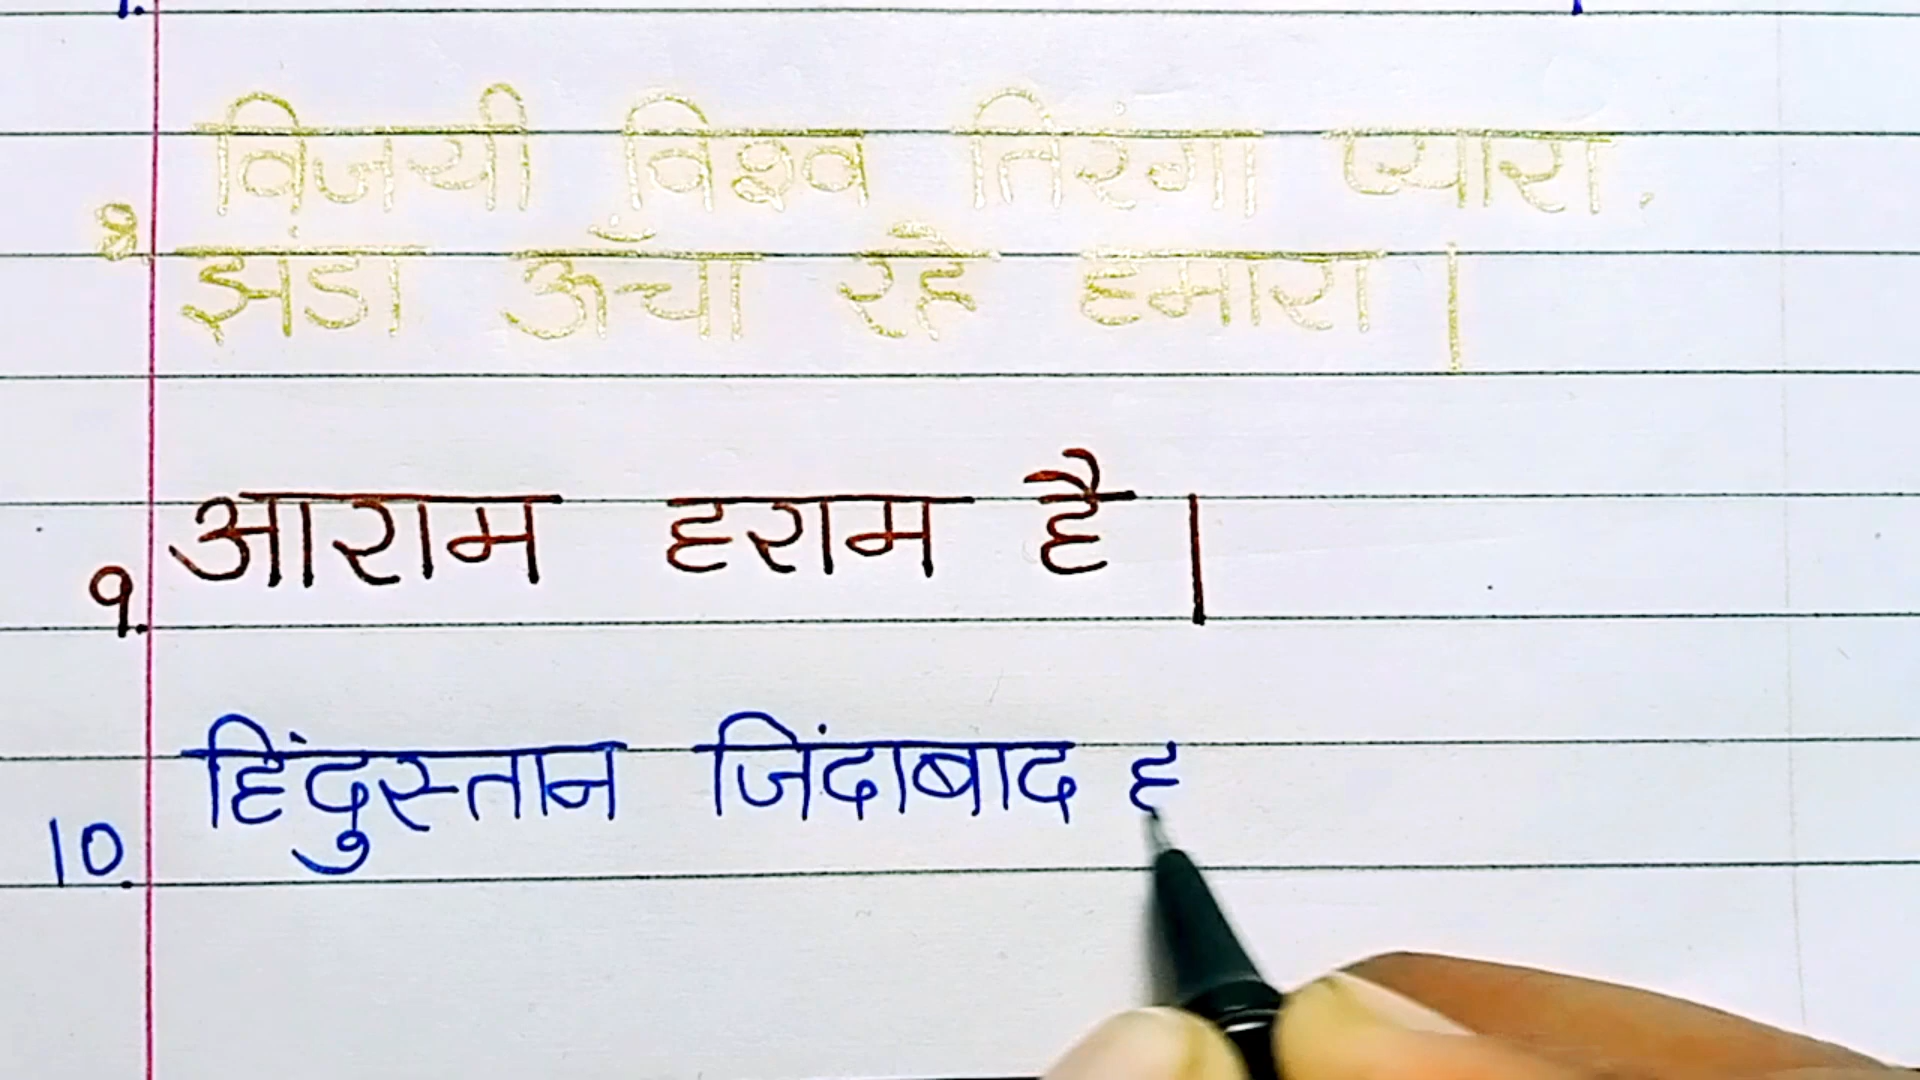 विजयी विश्व तिरंगा प्यारा.
8. झंडा ऊँचा रहे हमारा |
9. आराम हराम है |
10. हिंदुस्तान जिंदाबाद ह